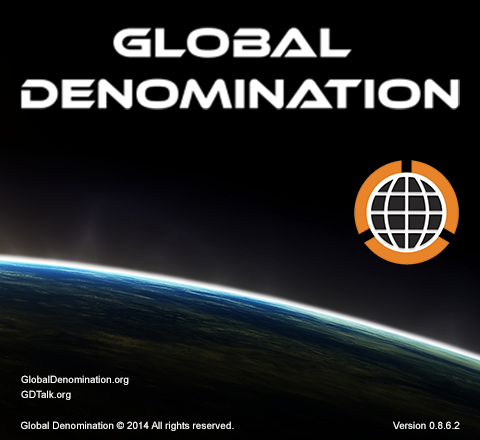 GLOBAL
DENOMINATION
GlobalDenomination.org
GDTalk.org
Global Denomination © 2014 All rights reserved.
Version 0.8.6.2